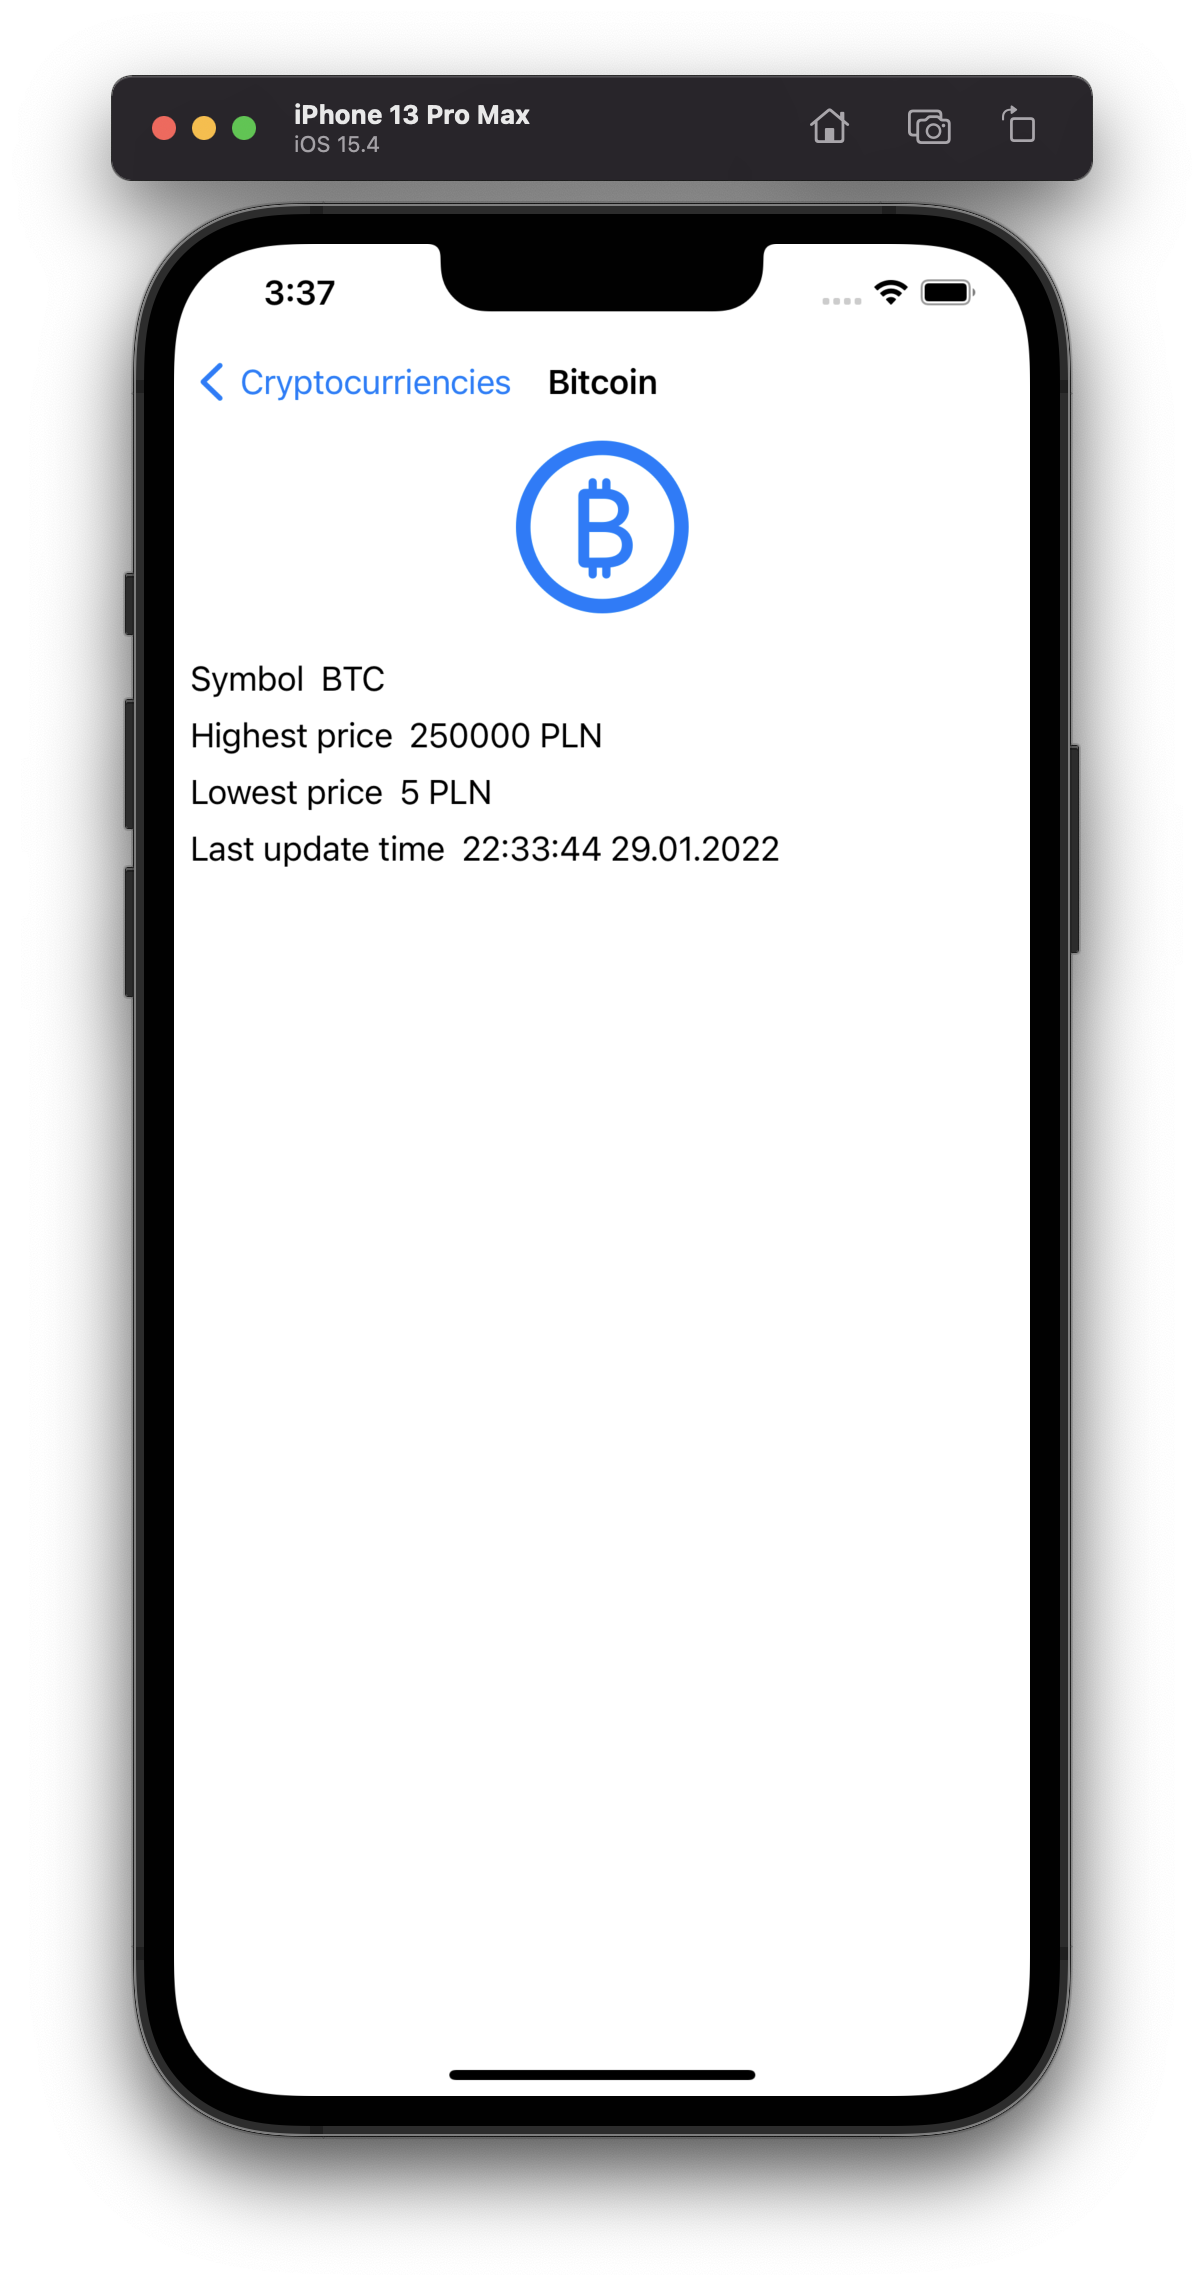 iPhone 13 Pro Max
iOS 15.4
3:37
Cryptocurriencies Bitcoin
Symbol BTC
Highest price 250000 PLN
Lowest price 5 PLN
Last update time 22:33:44 29.01.2022